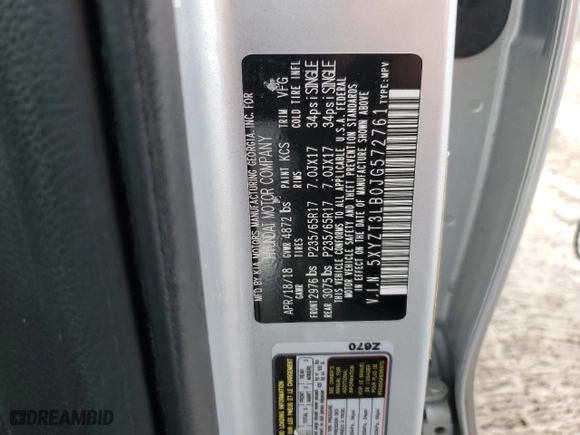 MFD. BY KIA MOTORS MANUFACTURING GEORGIA, INC. FOR
HYUNDAI MOTOR COMPANY
APR/18/18 GVWR 4872 lbs PAINT KCS TRIM VFG
GAWR RIMS COLD TIRE INFL
FRONT 2976 lbs P235/65R17 7.0JX17 34psi SINGLE
REAR 3075 lbs P235/65R17 7.0JX17 34psi SINGLE
THIS VEHICLE CONFORMS TO ALL APPLICABLE U.S.A. FEDERAL
MOTOR VEHICLE SAFETY AND THEFT PREVENTION STANDARDS
IN EFFECT ON THE DATE OF MANUFACTURE SHOWN ABOVE.
V.I.N. 5XYZT3LB0JG572761 TYPE: MPV
Z670
DREAMBID